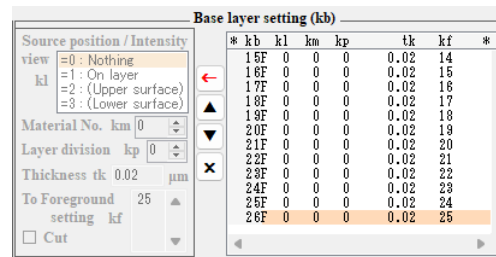 Base layer setting (kb)
Source position / Intensity
view
kl
=0 : Nothing
=1 : On layer
=2 : (Upper surface)
=3 : (Lower surface)
Material No. km 0
Layer division kp 0
Thickness tk 0.02 μm
To Foreground 25
setting kf
Cut
* kb kl km kp tk kf *
15F 0 0 0 0.02 14
16F 0 0 0 0.02 15
17F 0 0 0 0.02 16
18F 0 0 0 0.02 17
19F 0 0 0 0.02 18
20F 0 0 0 0.02 19
21F 0 0 0 0.02 20
22F 0 0 0 0.02 21
23F 0 0 0 0.02 22
24F 0 0 0 0.02 23
25F 0 0 0 0.02 24
26F 0 0 0 0.02 25